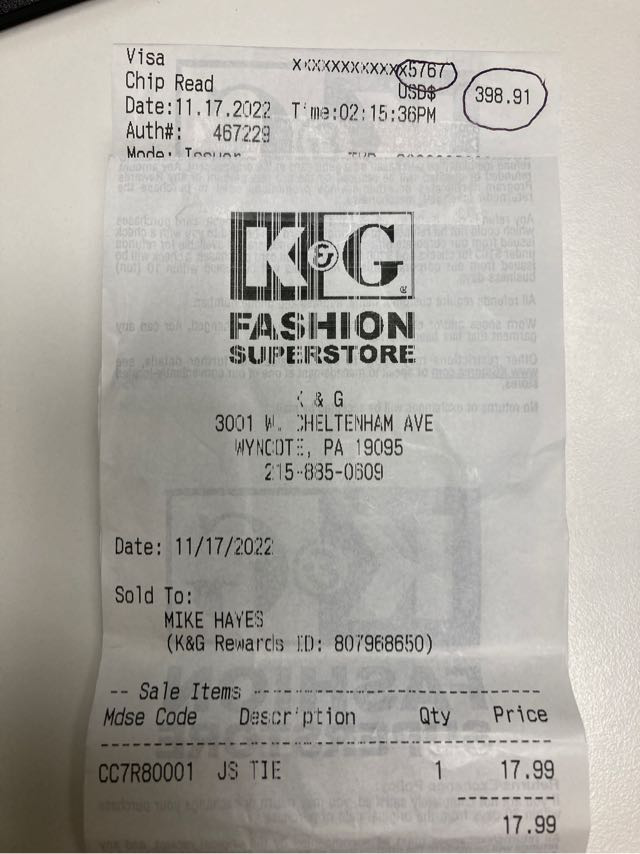 Visa XXXXXXXXXXXX5767
Chip Read USD$ 398.91
Date:11.17.2022 Time:02:15:36PM
Auth#: 467229
Mode: Issuer
K&G
FASHION
SUPERSTORE
K & G
3001 W. CHELTENHAM AVE
WYNCOTE, PA 19095
215-885-0609
Date: 11/17/2022
Sold To:
MIKE HAYES
(K&G Rewards ID: 807968650)
-- Sale Items --------------------------
Mdse Code Description Qty Price
----------------------------------------
CC7R80001 JS TIE 1 17.99
---------
17.99